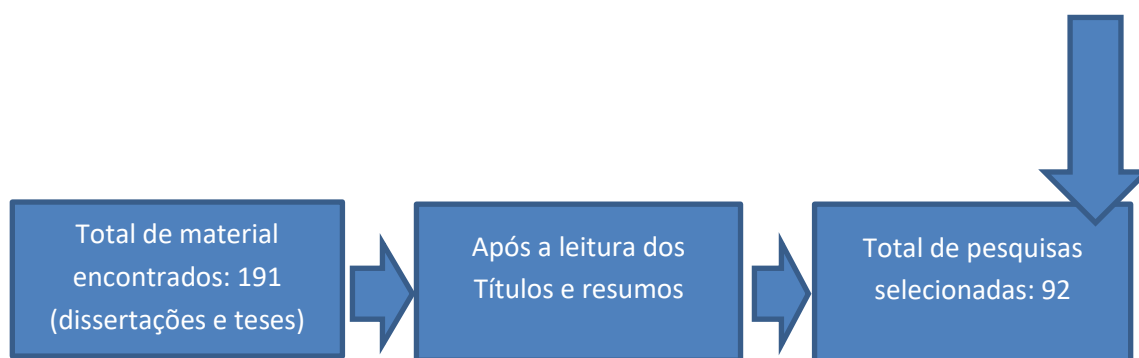 Total de material
encontrados: 191
(dissertações e teses)
Após a leitura dos
Títulos e resumos
Total de pesquisas
selecionadas: 92